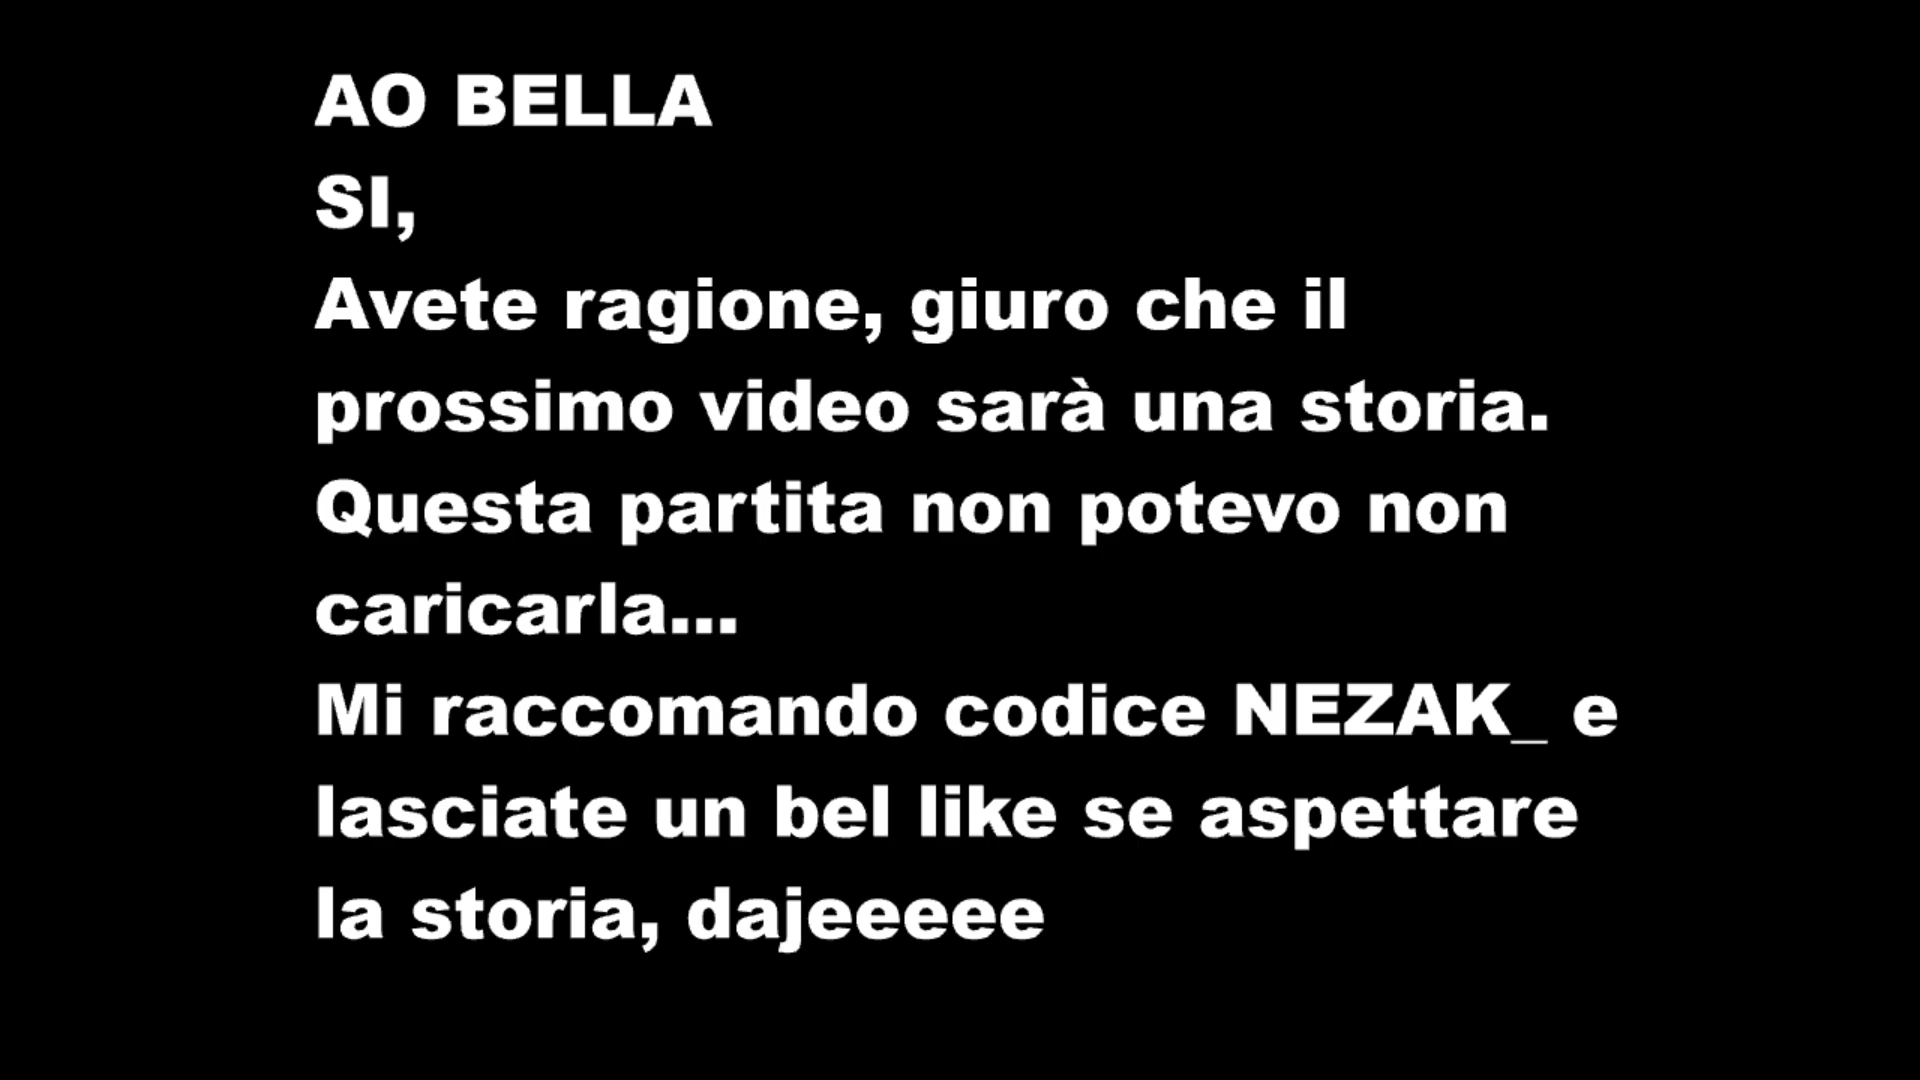 AO BELLA
SI,
Avete ragione, giuro che il
prossimo video sarà una storia.
Questa partita non potevo non
caricarla...
Mi raccomando codice NEZAK_ e
lasciate un bel like se aspettare
la storia, dajeeeee